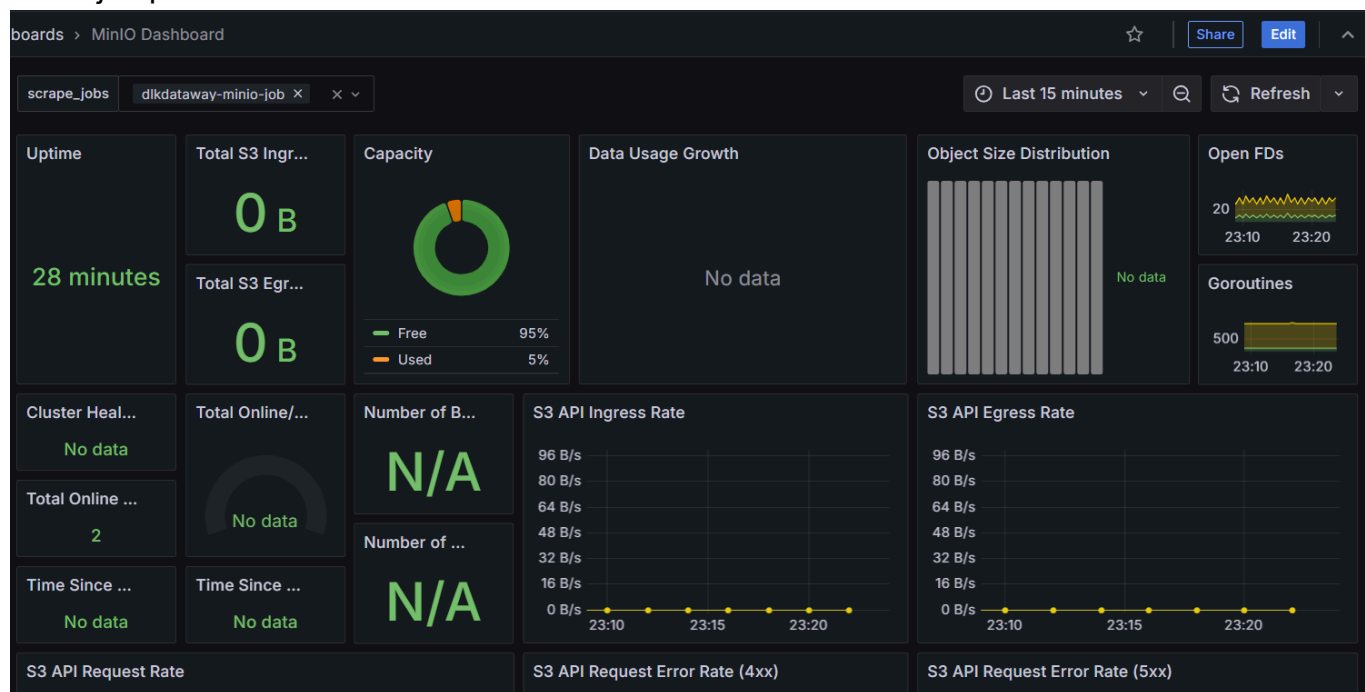 boards › MinIO Dashboard
Share
Edit
scrape_jobs
dlkdataway-minio-job
Last 15 minutes
Refresh
Uptime
28 minutes
Total S3 Ingr...
0 B
Total S3 Egr...
0 B
Capacity
Free 95%
Used 5%
Data Usage Growth
No data
Object Size Distribution
No data
Open FDs
20
23:10 23:20
Goroutines
500
23:10 23:20
Cluster Heal...
No data
Total Online ...
2
Time Since ...
No data
Total Online/...
No data
Time Since ...
No data
Number of B...
N/A
Number of ...
N/A
S3 API Ingress Rate
96 B/s
80 B/s
64 B/s
48 B/s
32 B/s
16 B/s
0 B/s
23:10 23:15 23:20
S3 API Egress Rate
96 B/s
80 B/s
64 B/s
48 B/s
32 B/s
16 B/s
0 B/s
23:10 23:15 23:20
S3 API Request Rate
S3 API Request Error Rate (4xx)
S3 API Request Error Rate (5xx)